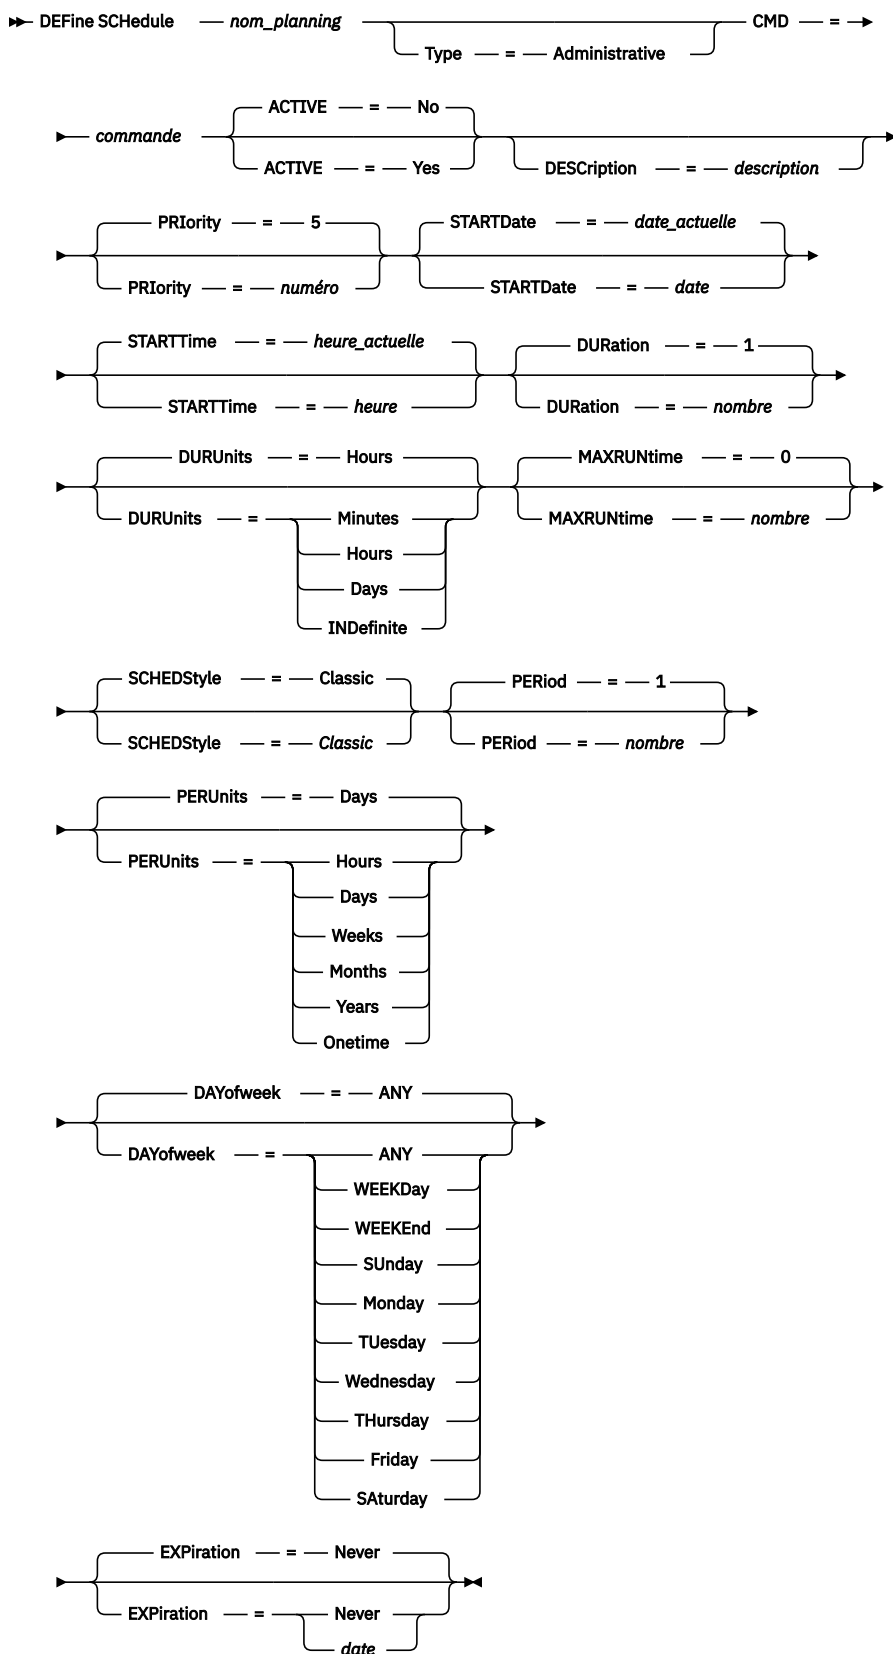 DEFine SCHedule nom_planning CMD =
Type = Administrative
ACTIVE = No
commande
ACTIVE = Yes
DESCription = description
PRIority = 5
STARTDate = date_actuelle
PRIority = numéro
STARTDate = date
STARTTime = heure_actuelle
DURation = 1
STARTTime = heure
DURation = nombre
DURUnits = Hours
MAXRUNtime = 0
DURUnits = Minutes
MAXRUNtime = nombre
Hours
Days
INDefinite
SCHEDStyle = Classic
PERiod = 1
SCHEDStyle = Classic
PERiod = nombre
PERUnits = Days
PERUnits = Hours
Days
Weeks
Months
Years
Onetime
DAYofweek = ANY
DAYofweek = ANY
WEEKDay
WEEKEnd
SUnday
Monday
TUesday
Wednesday
THursday
Friday
SAturday
EXPiration = Never
EXPiration = Never
date